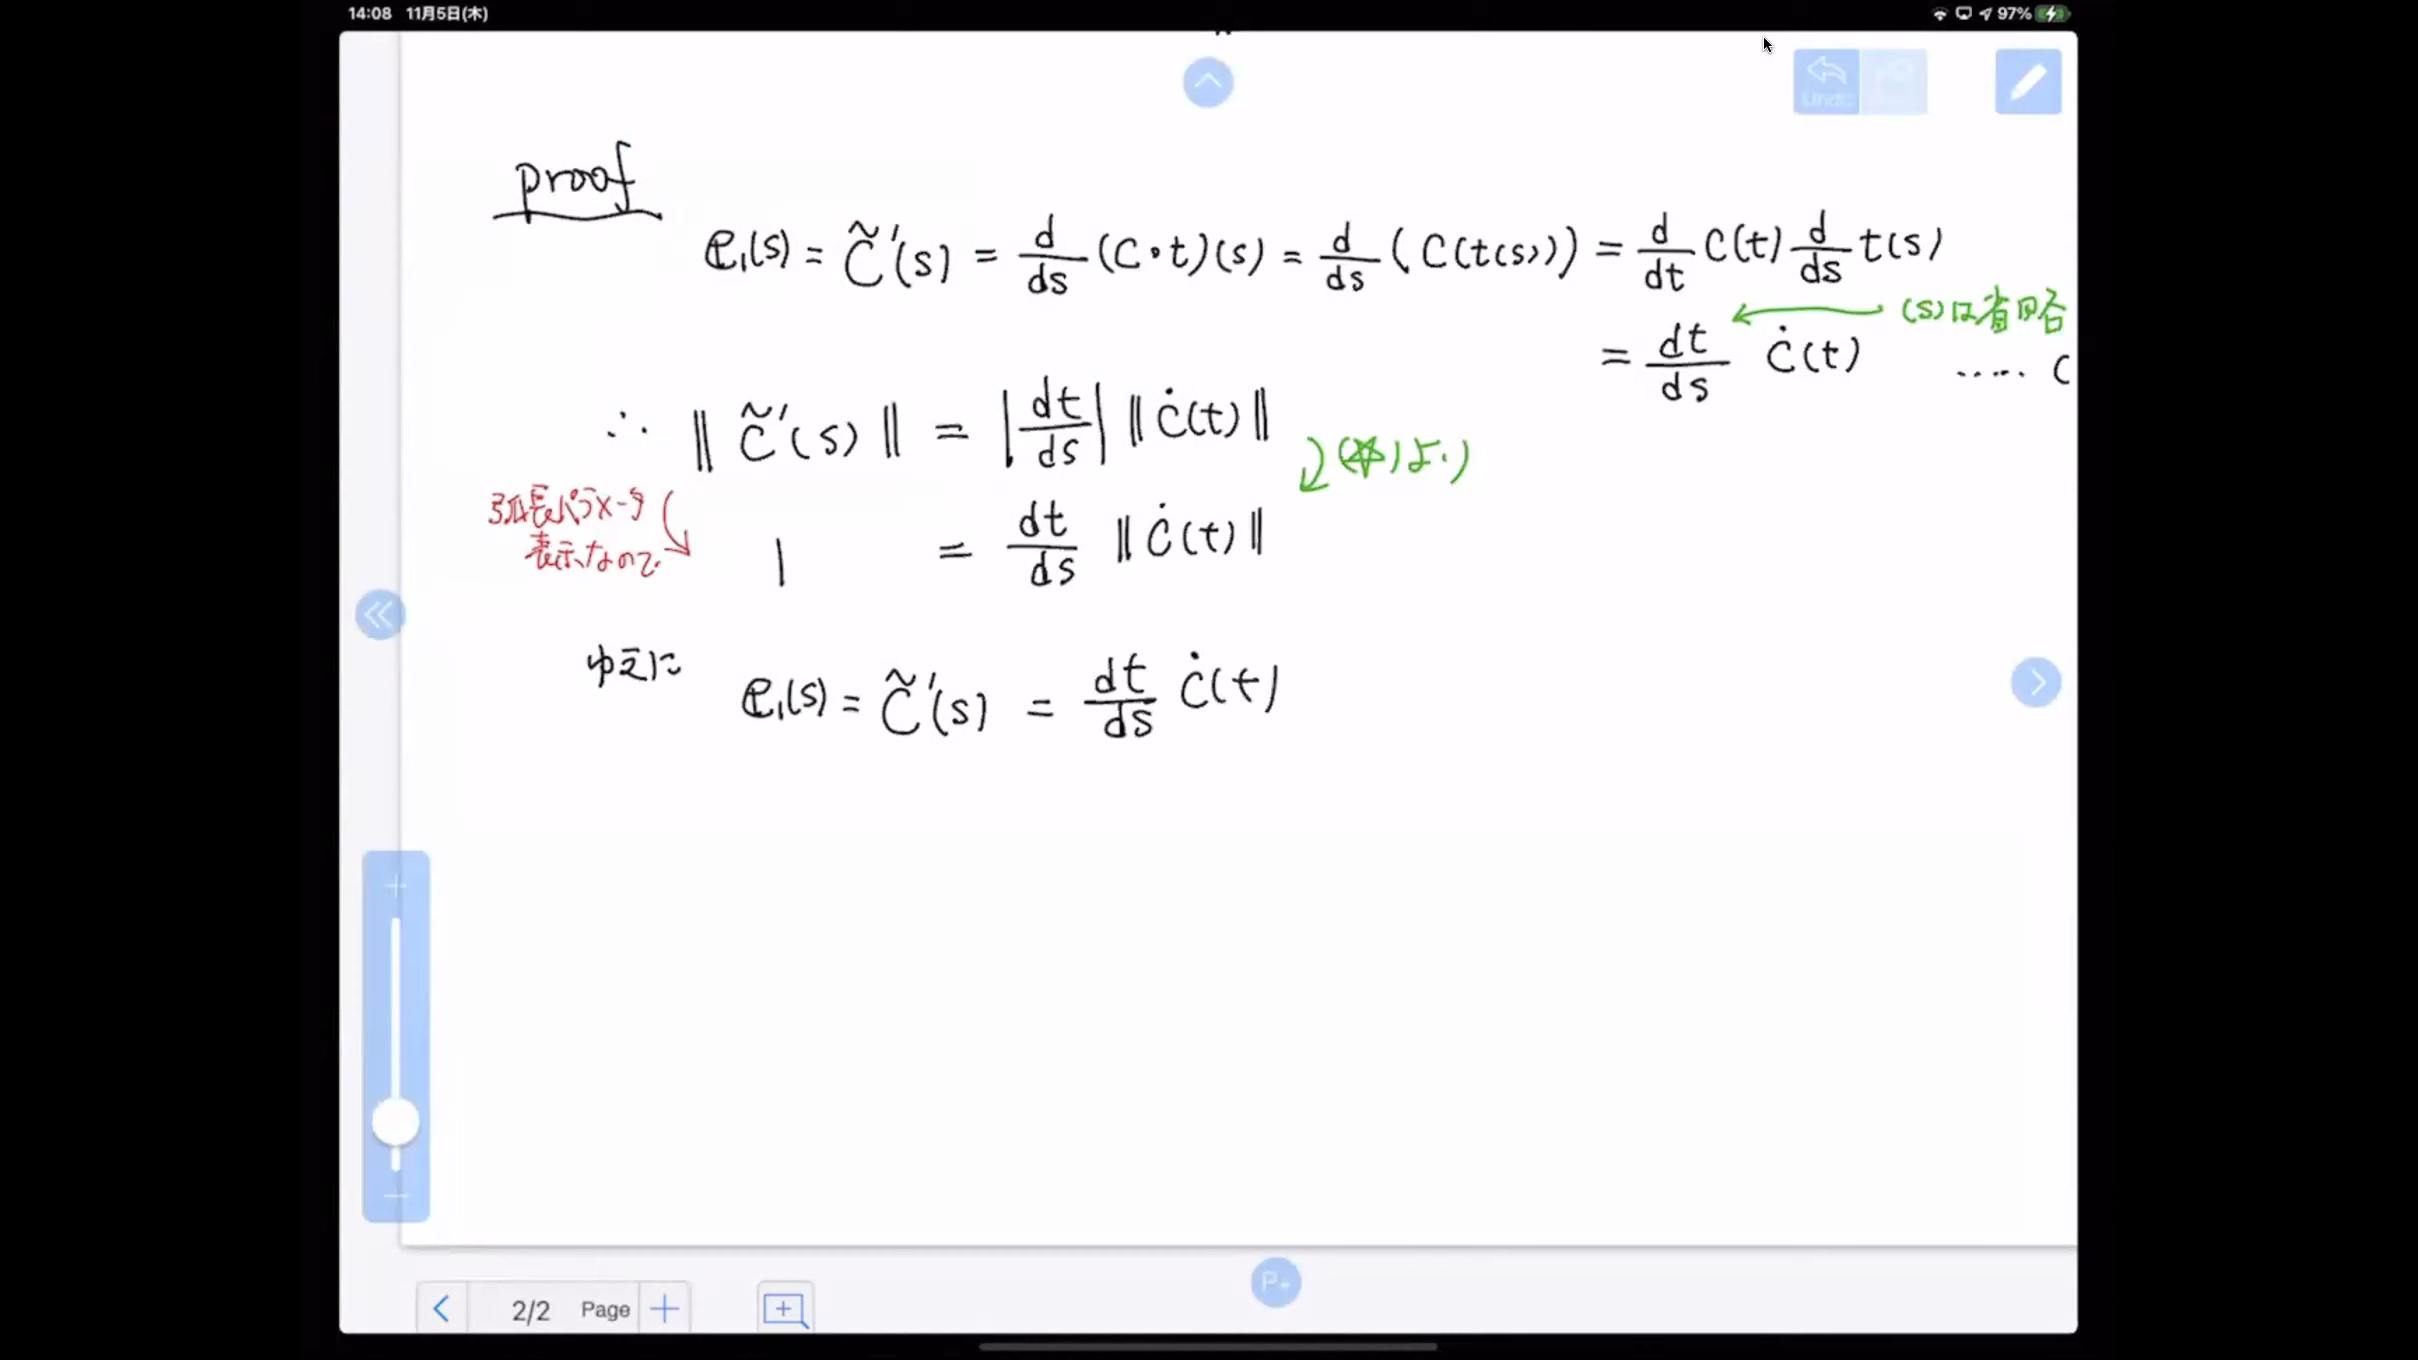 14:08 11月5日(木) 97%
Undo
proof
e₁(s) = C̃'(s) = d/ds (C∘t)(s) = d/ds (C(t(s))) = d/dt C(t) d/ds t(s)
(s)は省略
= dt/ds Ċ(t) ..... (
∴ ‖C̃'(s)‖ = |dt/ds| ‖Ċ(t)‖
(☆)より
弧長パラメータ
表示なので
1 = dt/ds ‖Ċ(t)‖
ゆえに e₁(s) = C̃'(s) = dt/ds Ċ(t)
P+
2/2 Page